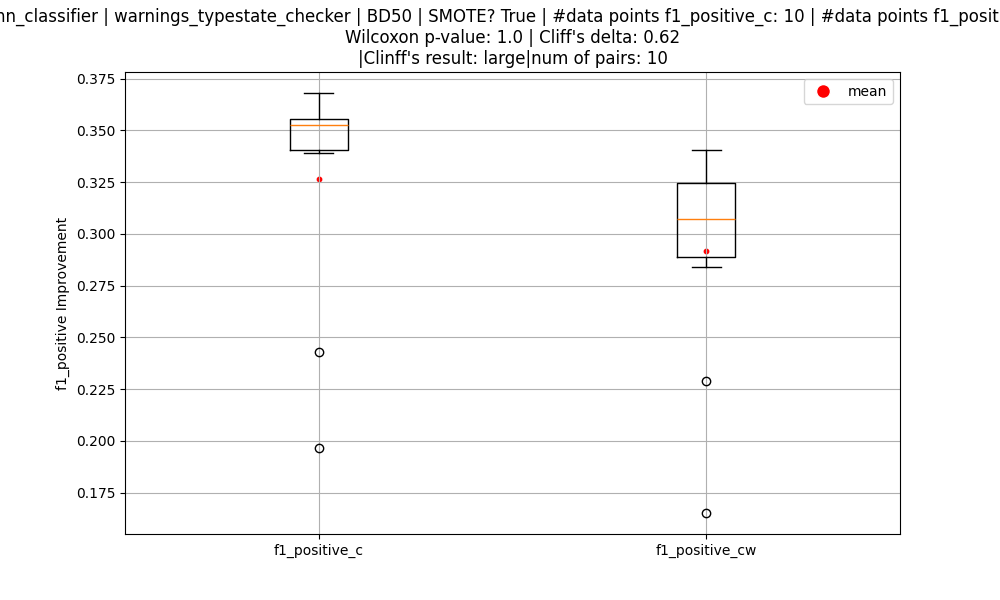 nn_classifier | warnings_typestate_checker | BD50 | SMOTE? True | #data points f1_positive_c: 10 | #data points f1_posit
Wilcoxon p-value: 1.0 | Cliff's delta: 0.62
|Clinff's result: large|num of pairs: 10
mean
0.375
0.350
0.325
0.300
0.275
0.250
0.225
0.200
0.175
f1_positive Improvement
f1_positive_c
f1_positive_cw